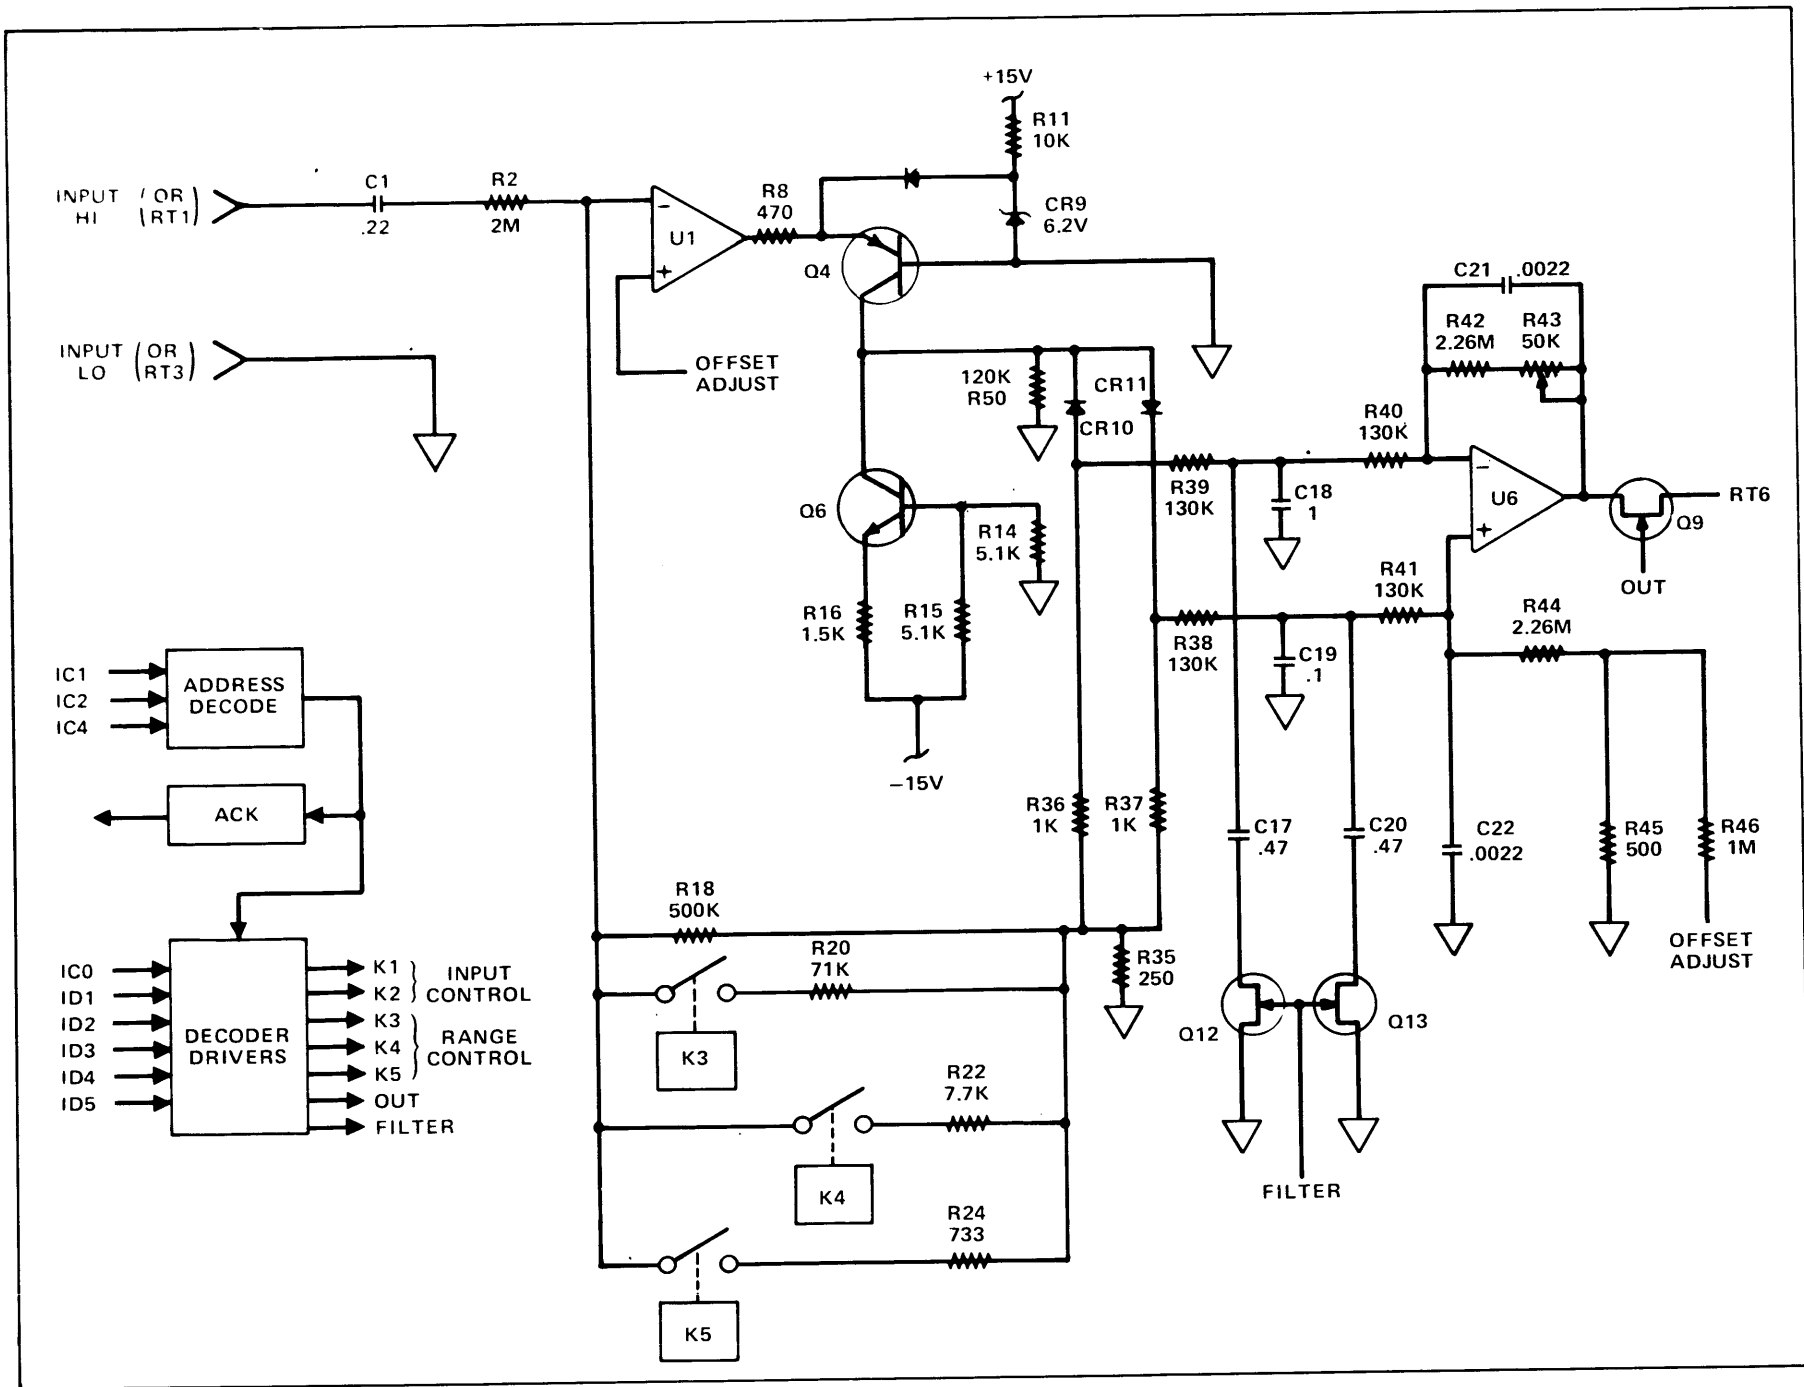 +15V
R11
10K
INPUT (OR
HI (RT1)
C1
.22
R2
2M
U1
-
+
R8
470
CR9
6.2V
Q4
INPUT (OR
LO (RT3)
OFFSET
ADJUST
120K
R50
CR11
CR10
C21 .0022
R42
2.26M
R43
50K
R40
130K
R39
130K
C18
1
-
U6
+
RT6
Q9
OUT
Q6
R14
5.1K
R16
1.5K
R15
5.1K
-15V
R41
130K
R38
130K
C19
.1
R44
2.26M
IC1
IC2
IC4
ADDRESS
DECODE
ACK
R36
1K
R37
1K
C17
.47
C20
.47
C22
.0022
R45
500
R46
1M
OFFSET
ADJUST
R18
500K
R20
71K
R35
250
K3
Q12
Q13
FILTER
R22
7.7K
K4
R24
733
K5
IC0
ID1
ID2
ID3
ID4
ID5
DECODER
DRIVERS
K1
K2
INPUT
CONTROL
K3
K4
K5
RANGE
CONTROL
OUT
FILTER